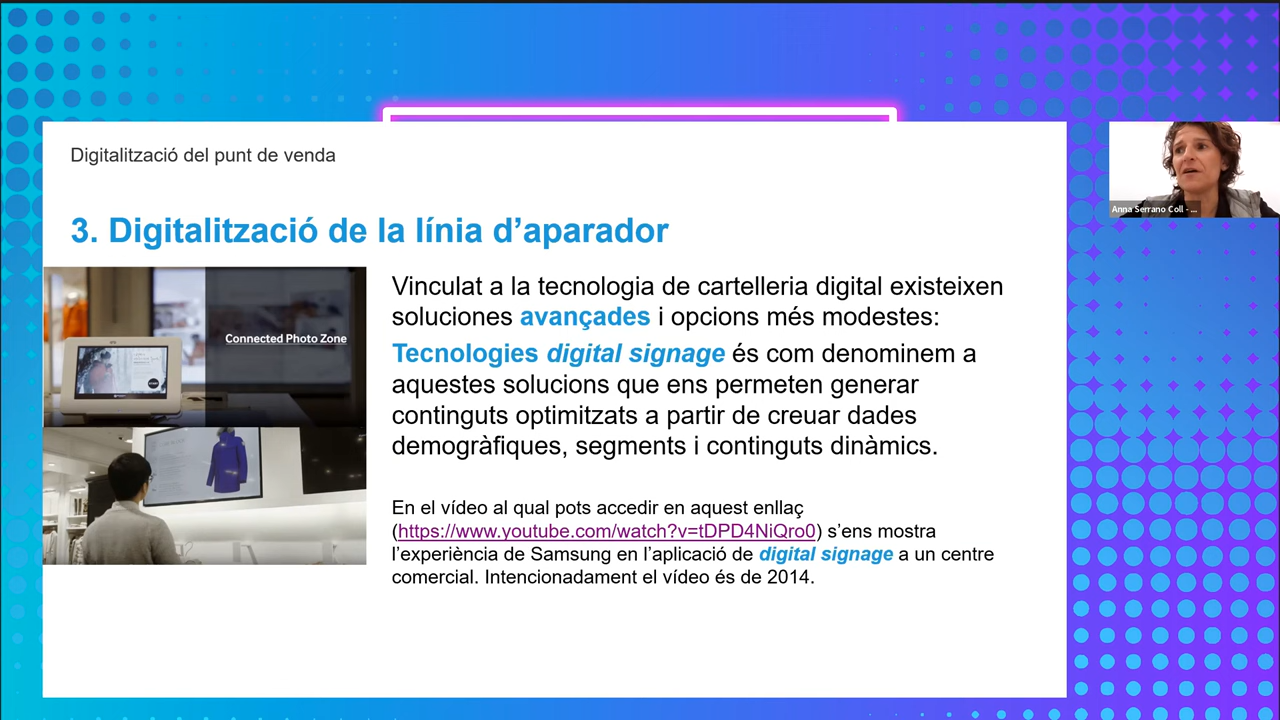 Digitalització del punt de venda
3. Digitalització de la línia d’aparador
Connected Photo Zone
Vinculat a la tecnologia de cartelleria digital existeixen
soluciones avançades i opcions més modestes:
Tecnologies digital signage és com denominem a
aquestes solucions que ens permeten generar
continguts optimitzats a partir de creuar dades
demogràfiques, segments i continguts dinàmics.
En el vídeo al qual pots accedir en aquest enllaç
(https://www.youtube.com/watch?v=tDPD4NiQro0) s’ens mostra
l’experiència de Samsung en l’aplicació de digital signage a un centre
comercial. Intencionadament el vídeo és de 2014.
Anna Serrano Coll - ...